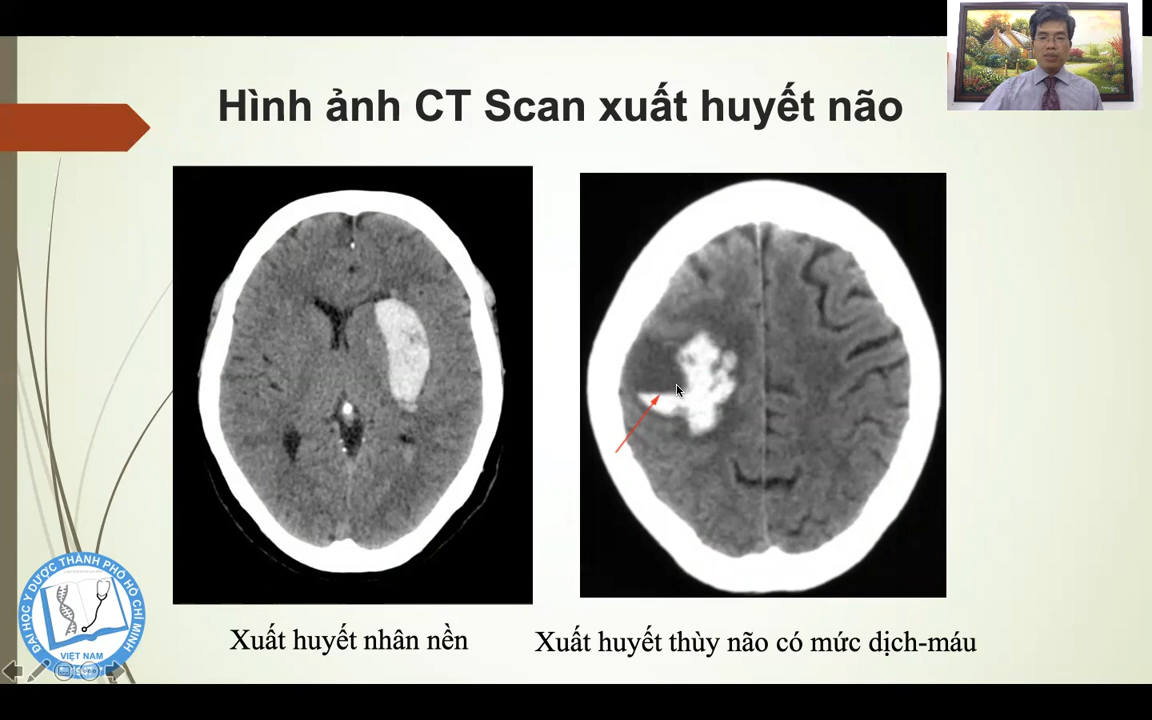 Hình ảnh CT Scan xuất huyết não
Xuất huyết nhân nền
Xuất huyết thùy não có mức dịch-máu
ĐẠI HỌC Y DƯỢC THÀNH PHỐ HỒ CHÍ MINH
VIỆT NAM